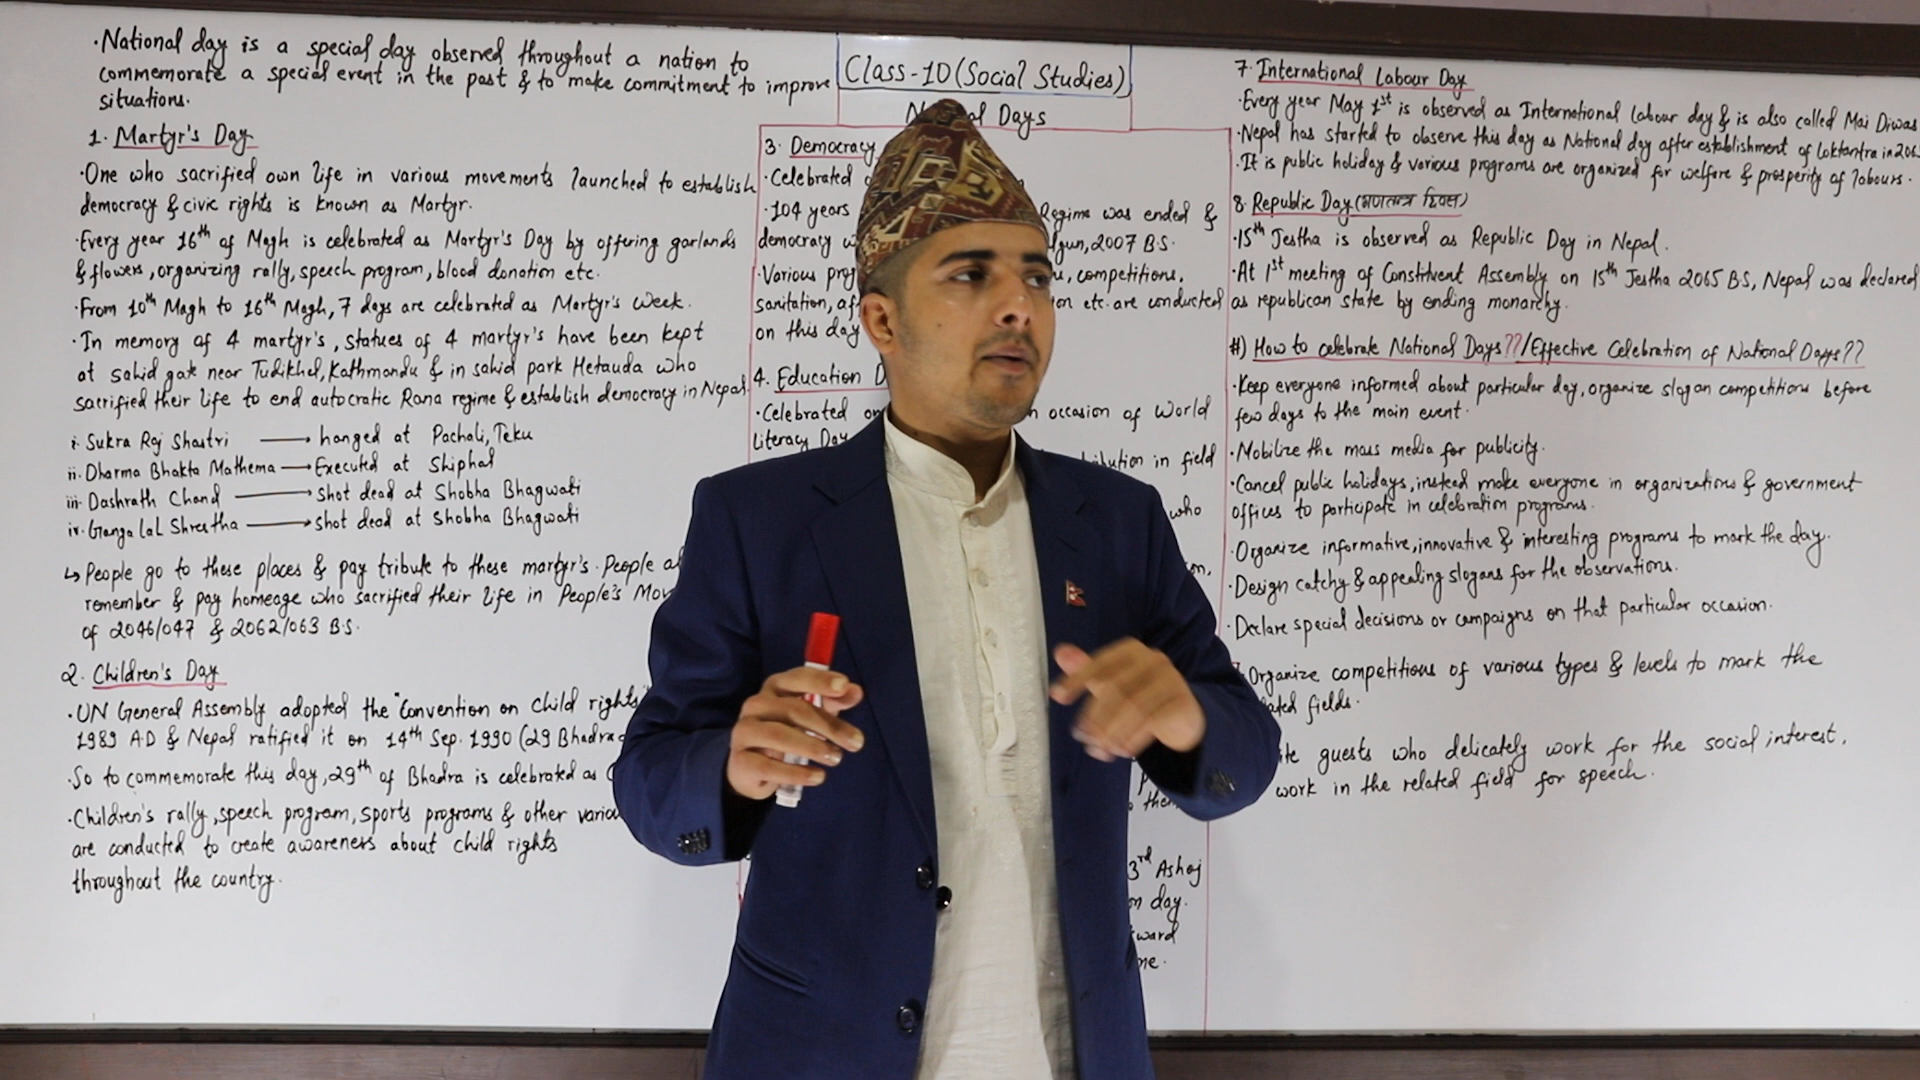 ·National day is a special day observed throughout a nation to
commemorate a special event in the past & to make commitment to improve
situations.
1. Martyr's Day
·One who sacrified own life in various movements launched to establish
democracy & civic rights is known as Martyr.
·Every year 16th of Magh is celebrated as Martyr's Day by offering garlands
& flowers, organizing rally, speech program, blood donation etc.
·From 10th Magh to 16th Magh, 7 days are celebrated as Martyr's Week.
·In memory of 4 martyr's, statues of 4 martyr's have been kept
at sahid gate near Tudikhel, Kathmandu & in sahid park Hetauda who
sacrified their life to end autocratic Rana regime & establish democracy in Nepal.
i. Sukra Raj Shastri → hanged at Pachali, Teku
ii. Dharma Bhakta Mathema → Executed at Shiphal
iii. Dashrath Chand → shot dead at Shobha Bhagwati
iv. Ganga Lal Shrestha → shot dead at Shobha Bhagwati
↳ People go to these places & pay tribute to these martyr's. People al
remember & pay homeage who sacrified their life in People's Mov
of 2046/047 & 2062/063 B.S.
2. Children's Day
·UN General Assembly adopted the "Convention on Child rights"
1989 A.D & Nepal ratified it on 14th Sep. 1990 (29 Bhadra
·So to commemorate this day, 29th of Bhadra is celebrated as
·Children's rally, speech program, sports programs & other variou
are conducted to create awareness about child rights
throughout the country.
Class-10 (Social Studies)
Days
3. Democracy
·Celebrated
·104 years Regime was ended &
democracy lgun, 2007 B.S.
·Various prog competitions,
sanitation, on etc. are conducted
on this day
4. Education D
·Celebrated on n occasion of World
Literacy Day
in field
who
on,
3rd Ashoj
day.
ward
me.
7. International Labour Day
·Every year May 1st is observed as International Labour day & is also called Mai Diwas
·Nepal has started to observe this day as National day after establishment of Loktantra in 206
·It is public holiday & various programs are organized for welfare & prosperity of labours.
8. Republic Day (गणतन्त्र दिवस)
·15th Jestha is observed as Republic Day in Nepal.
·At 1st meeting of Constituent Assembly on 15th Jestha 2065 B.S, Nepal was declared
as republican state by ending monarchy.
#) How to celebrate National Days??/Effective Celebration of National Days??
·Keep everyone informed about particular day, organize slogan competitions before
few days to the main event.
·Mobilize the mass media for publicity.
·Cancel public holidays, instead make everyone in organizations & government
offices to participate in celebration programs.
·Organize informative, innovative & interesting programs to mark the day.
·Design catchy & appealing slogans for the observations.
·Declare special decisions or campaigns on that particular occasion.
Organize competitions of various types & levels to mark the
ated fields.
ite guests who delicately work for the social interest,
work in the related field for speech.